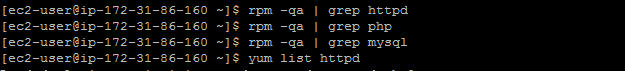 [ec2-user@ip-172-31-86-160 ~]$ rpm -qa | grep httpd
[ec2-user@ip-172-31-86-160 ~]$ rpm -qa | grep php
[ec2-user@ip-172-31-86-160 ~]$ rpm -qa | grep mysql
[ec2-user@ip-172-31-86-160 ~]$ yum list httpd